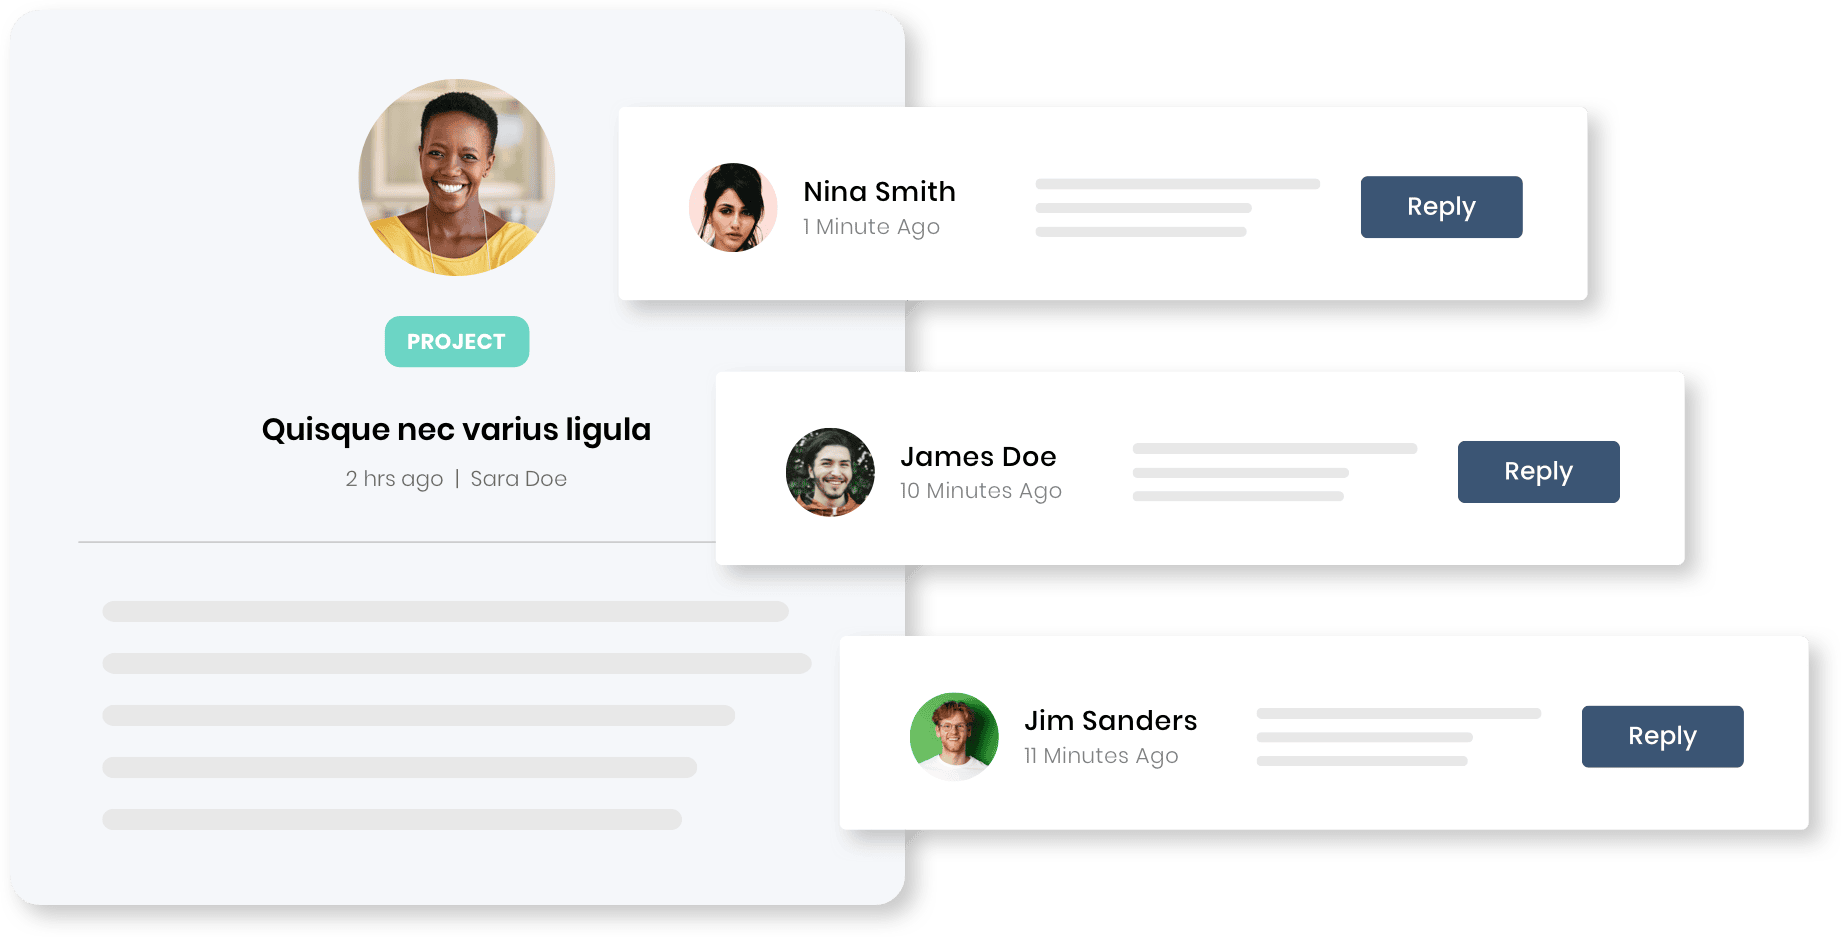 PROJECT
Quisque nec varius ligula
2 hrs ago | Sara Doe
Nina Smith
1 Minute Ago
Reply
James Doe
10 Minutes Ago
Reply
Jim Sanders
11 Minutes Ago
Reply